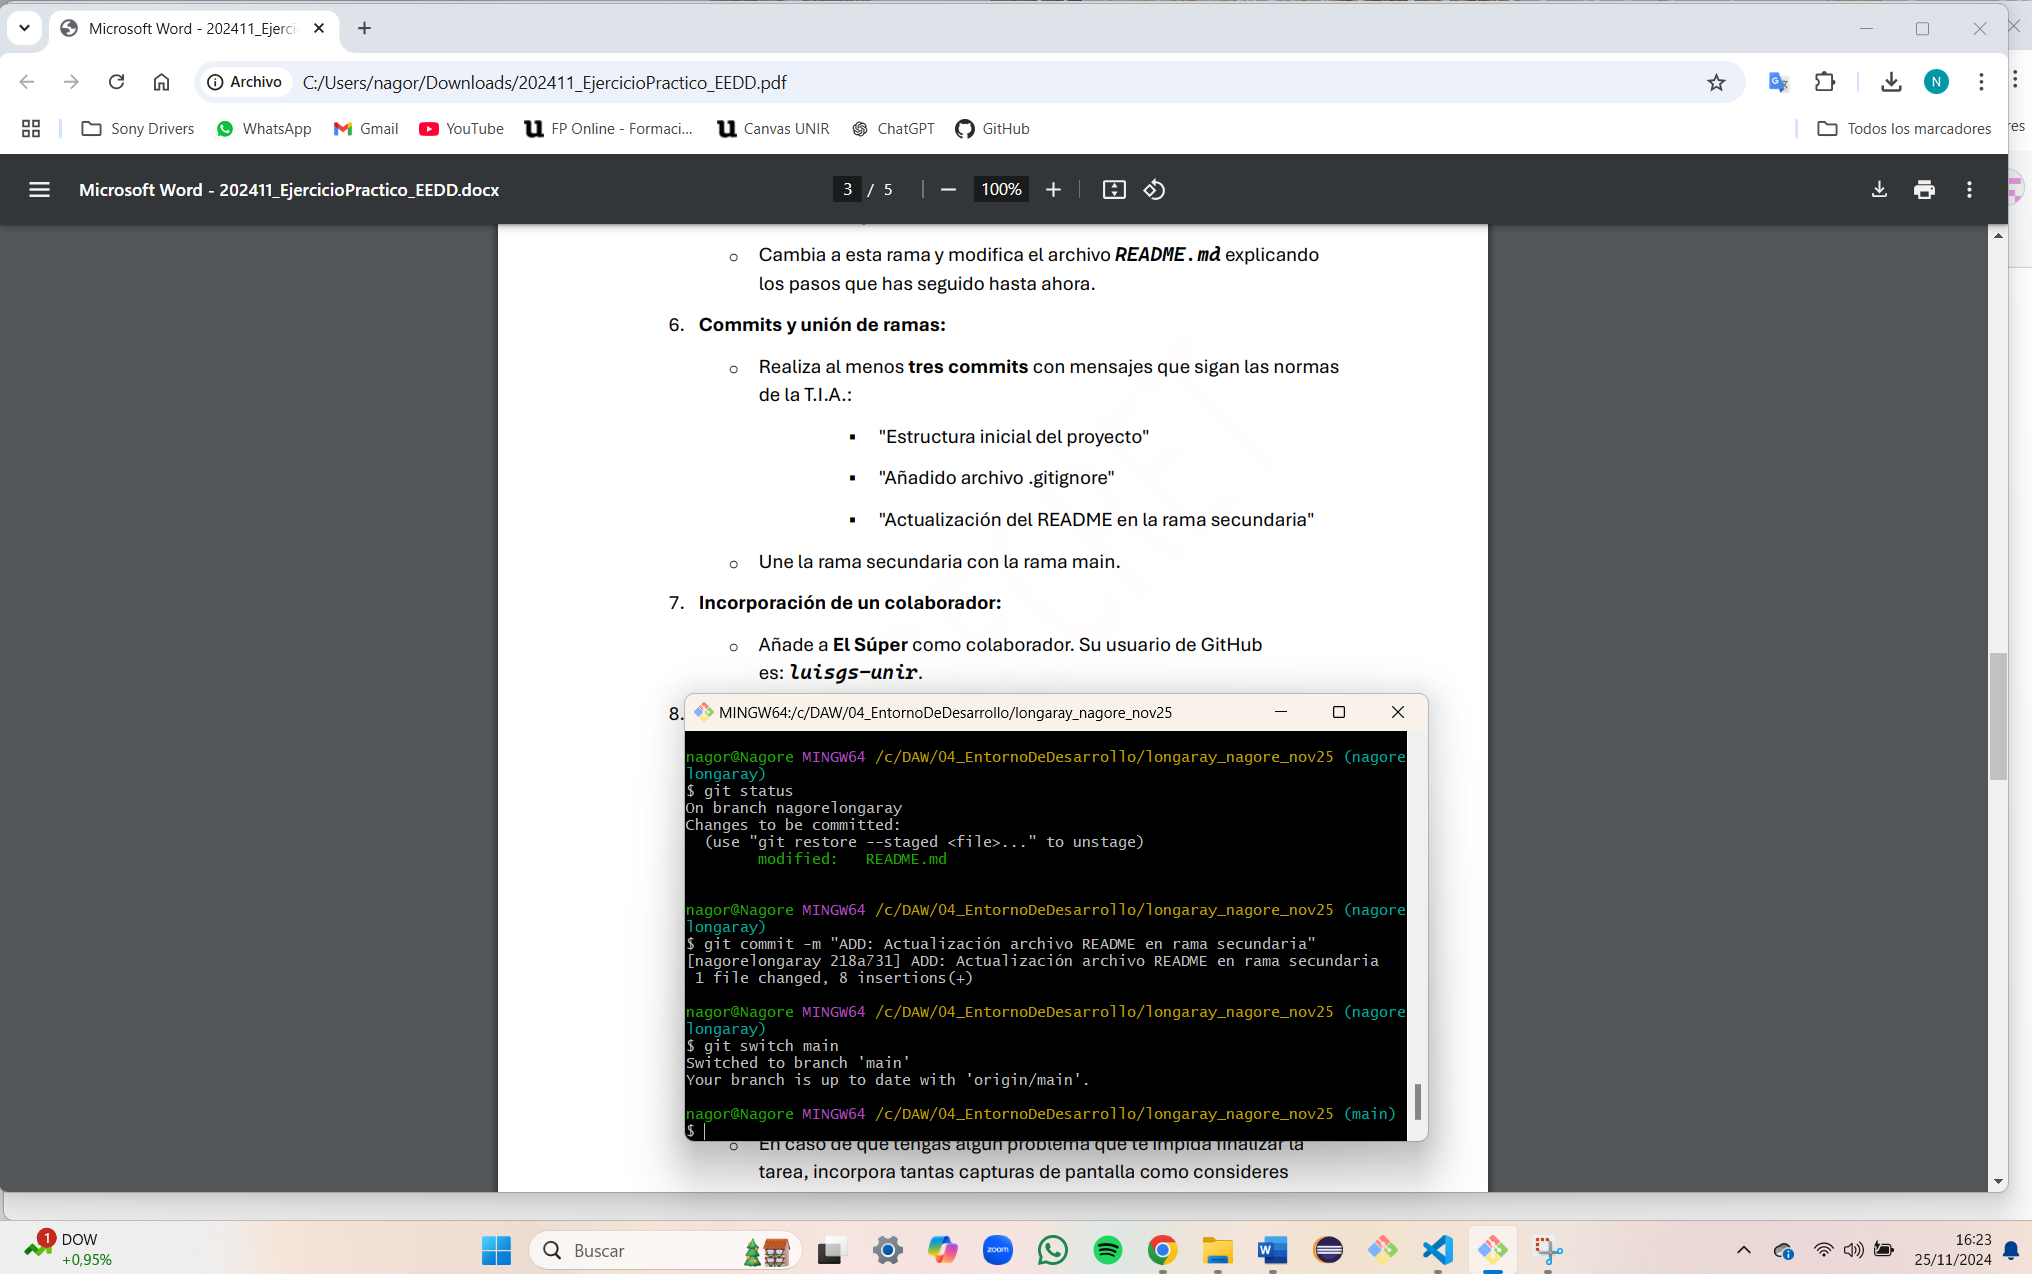 Microsoft Word - 202411_Ejerci
Archivo
C:/Users/nagor/Downloads/202411_EjercicioPractico_EEDD.pdf
N
Sony Drivers
WhatsApp
Gmail
YouTube
FP Online - Formaci...
Canvas UNIR
ChatGPT
GitHub
Todos los marcadores
res
Microsoft Word - 202411_EjercicioPractico_EEDD.docx
3 / 5
100%
Cambia a esta rama y modifica el archivo README.md explicando
los pasos que has seguido hasta ahora.
6. Commits y unión de ramas:
Realiza al menos tres commits con mensajes que sigan las normas
de la T.I.A.:
"Estructura inicial del proyecto"
"Añadido archivo .gitignore"
"Actualización del README en la rama secundaria"
Une la rama secundaria con la rama main.
7. Incorporación de un colaborador:
Añade a El Súper como colaborador. Su usuario de GitHub
es: luisgs-unir.
8.
MINGW64:/c/DAW/04_EntornoDeDesarrollo/longaray_nagore_nov25
nagor@Nagore MINGW64 /c/DAW/04_EntornoDeDesarrollo/longaray_nagore_nov25 (nagore
longaray)
$ git status
On branch nagorelongaray
Changes to be committed:
(use "git restore --staged <file>..." to unstage)
modified: README.md
nagor@Nagore MINGW64 /c/DAW/04_EntornoDeDesarrollo/longaray_nagore_nov25 (nagore
longaray)
$ git commit -m "ADD: Actualización archivo README en rama secundaria"
[nagorelongaray 218a731] ADD: Actualización archivo README en rama secundaria
1 file changed, 8 insertions(+)
nagor@Nagore MINGW64 /c/DAW/04_EntornoDeDesarrollo/longaray_nagore_nov25 (nagore
longaray)
$ git switch main
Switched to branch 'main'
Your branch is up to date with 'origin/main'.
nagor@Nagore MINGW64 /c/DAW/04_EntornoDeDesarrollo/longaray_nagore_nov25 (main)
$
En caso de que tengas algún problema que te impida finalizar la
tarea, incorpora tantas capturas de pantalla como consideres
1
DOW
+0,95%
Buscar
zoom
16:23
25/11/2024